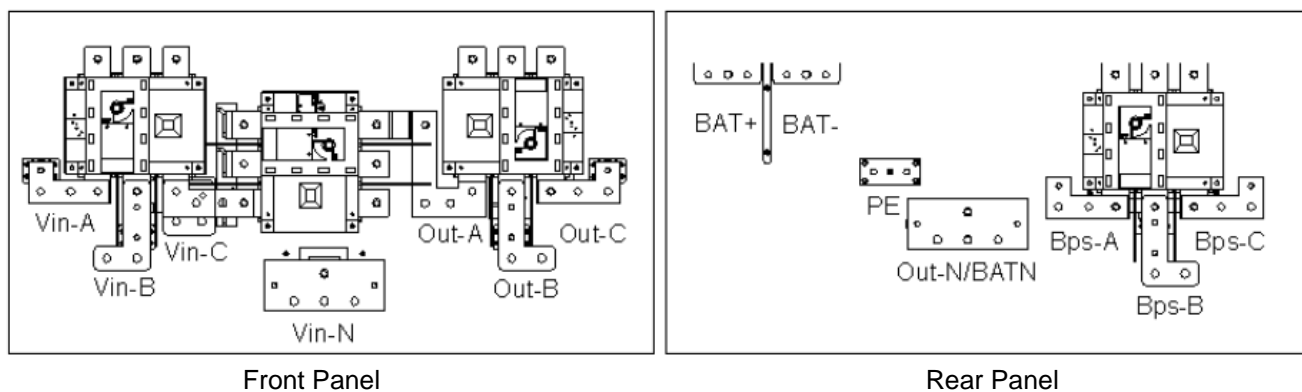 Vin-A
Vin-B
Vin-C
Vin-N
Out-A
Out-B
Out-C
BAT+
BAT-
PE
Out-N/BATN
Bps-A
Bps-B
Bps-C
Front Panel
Rear Panel